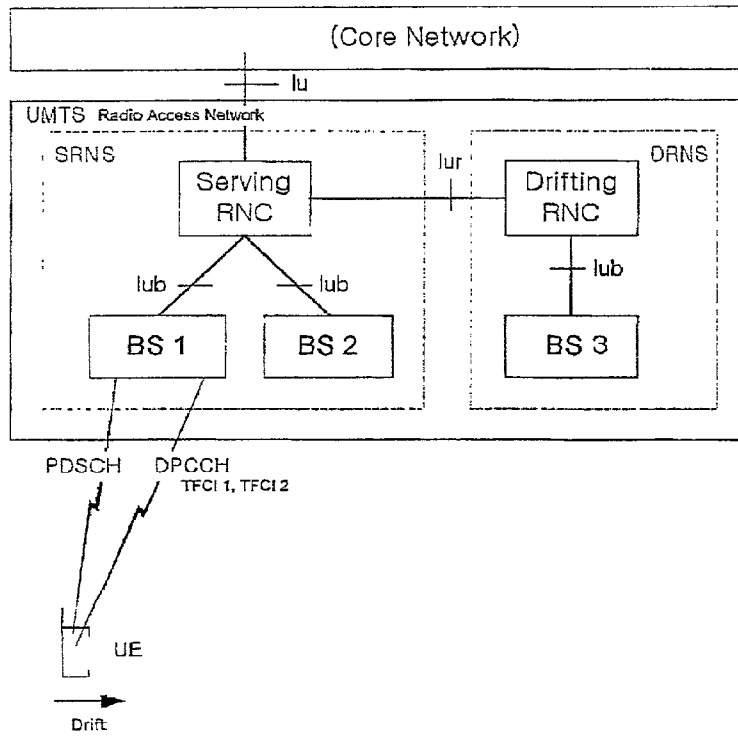 (Core Network)
Iu
UMTS Radio Access Network
SRNS
DRNS
Serving
RNC
Iur
Drifting
RNC
Iub
Iub
Iub
BS 1
BS 2
BS 3
PDSCH
DPCCH
TFCI 1, TFCI 2
UE
Drift